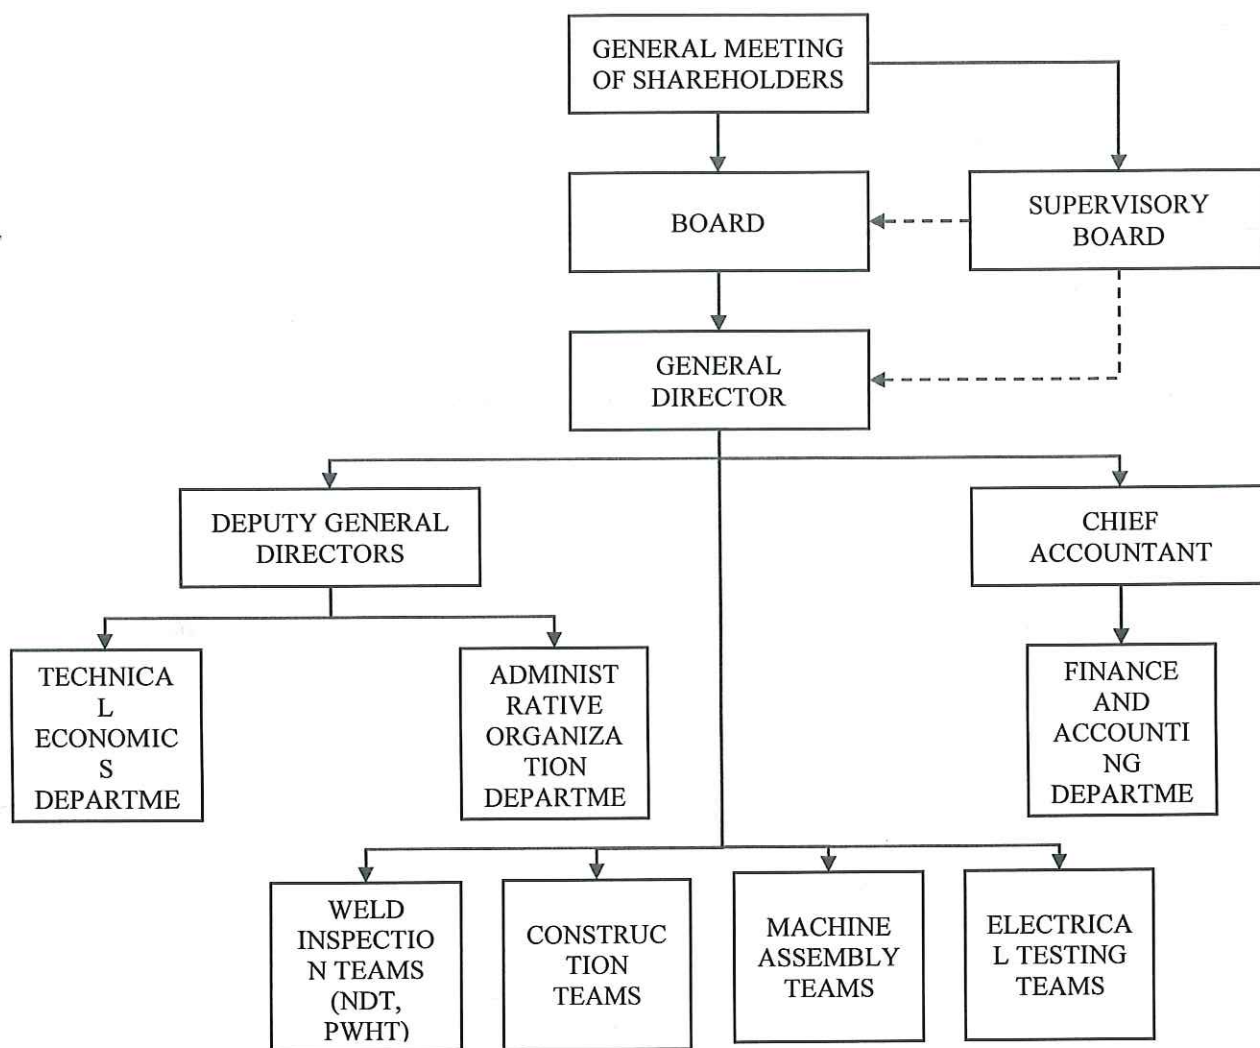 GENERAL MEETING
OF SHAREHOLDERS
BOARD
SUPERVISORY
BOARD
GENERAL
DIRECTOR
DEPUTY GENERAL
DIRECTORS
CHIEF
ACCOUNTANT
TECHNICA
L
ECONOMIC
S
DEPARTME
ADMINIST
RATIVE
ORGANIZA
TION
DEPARTME
FINANCE
AND
ACCOUNTI
NG
DEPARTME
WELD
INSPECTIO
N TEAMS
(NDT,
PWHT)
CONSTRUC
TION
TEAMS
MACHINE
ASSEMBLY
TEAMS
ELECTRICA
L TESTING
TEAMS